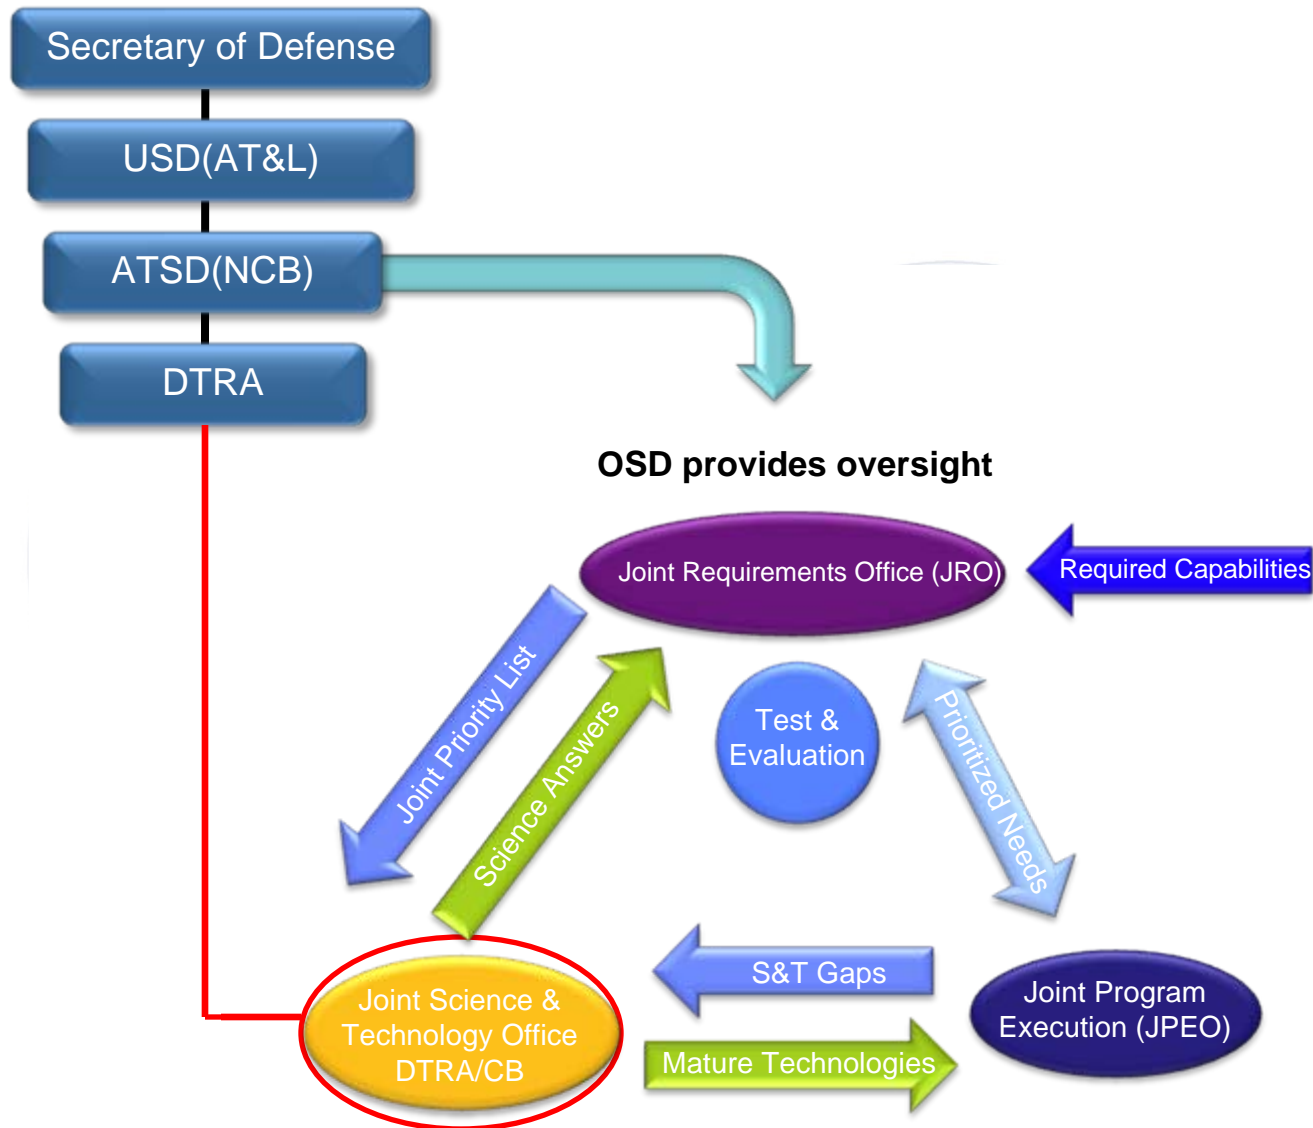 Secretary of Defense
USD(AT&L)
ATSD(NCB)
DTRA
OSD provides oversight
Joint Requirements Office (JRO)
Required Capabilities
Joint Priority List
Science Answers
Test &
Evaluation
Prioritized Needs
S&T Gaps
Mature Technologies
Joint Science &
Technology Office
DTRA/CB
Joint Program
Execution (JPEO)